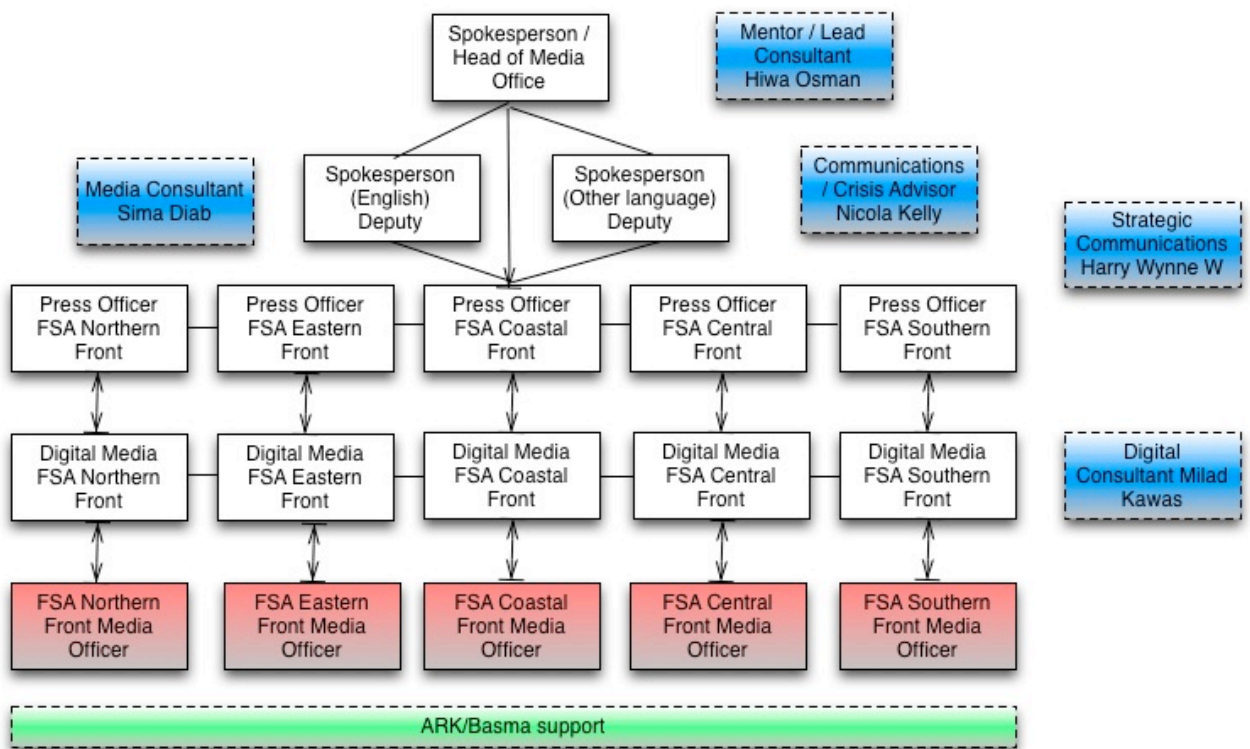 Spokesperson /
Head of Media
Office
Mentor / Lead
Consultant
Hiwa Osman
Media Consultant
Sima Diab
Spokesperson
(English)
Deputy
Spokesperson
(Other language)
Deputy
Communications
/ Crisis Advisor
Nicola Kelly
Strategic
Communications
Harry Wynne W
Press Officer
FSA Northern
Front
Press Officer
FSA Eastern
Front
Press Officer
FSA Coastal
Front
Press Officer
FSA Central
Front
Press Officer
FSA Southern
Front
Digital Media
FSA Northern
Front
Digital Media
FSA Eastern
Front
Digital Media
FSA Coastal
Front
Digital Media
FSA Central
Front
Digital Media
FSA Southern
Front
Digital
Consultant Milad
Kawas
FSA Northern
Front Media
Officer
FSA Eastern
Front Media
Officer
FSA Coastal
Front Media
Officer
FSA Central
Front Media
Officer
FSA Southern
Front Media
Officer
ARK/Basma support